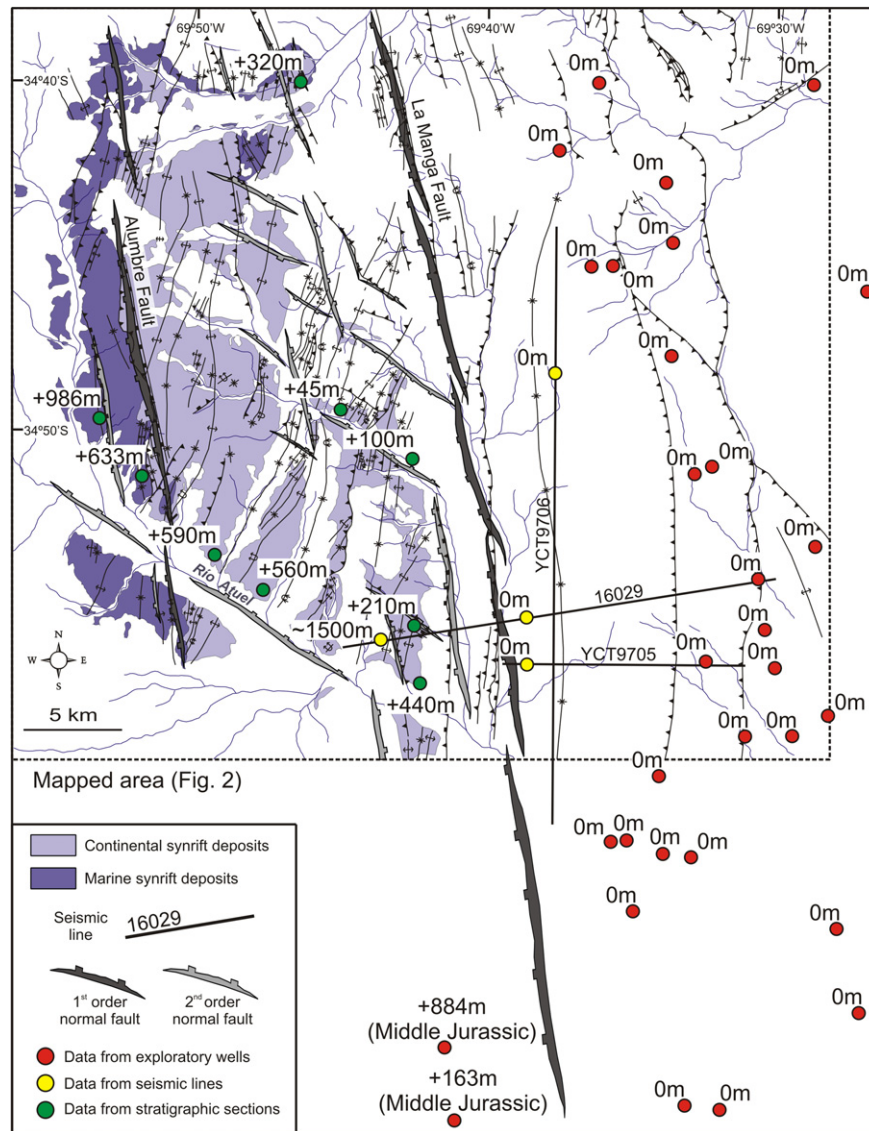 69°50'W
69°40'W
69°30'W
34°40'S
+320m
0m
0m
La Manga Fault
0m
0m
Alumbre Fault
0m
0m
0m
0m
0m
+45m
+986m
34°50'S
+100m
+633m
0m
0m
YCT9706
0m
+590m
Rio Atuel
+560m
0m
16029
0m
+210m
~1500m
0m
0m
0m
YCT9705
0m
+440m
0m
0m
0m
N
W E
S
5 km
0m
Mapped area (Fig. 2)
0m
0m
0m
0m
0m
0m
0m
+884m
(Middle Jurassic)
+163m
(Middle Jurassic)
0m
0m
Continental synrift deposits
Marine synrift deposits
Seismic
line
16029
1st order
normal fault
2nd order
normal fault
Data from exploratory wells
Data from seismic lines
Data from stratigraphic sections